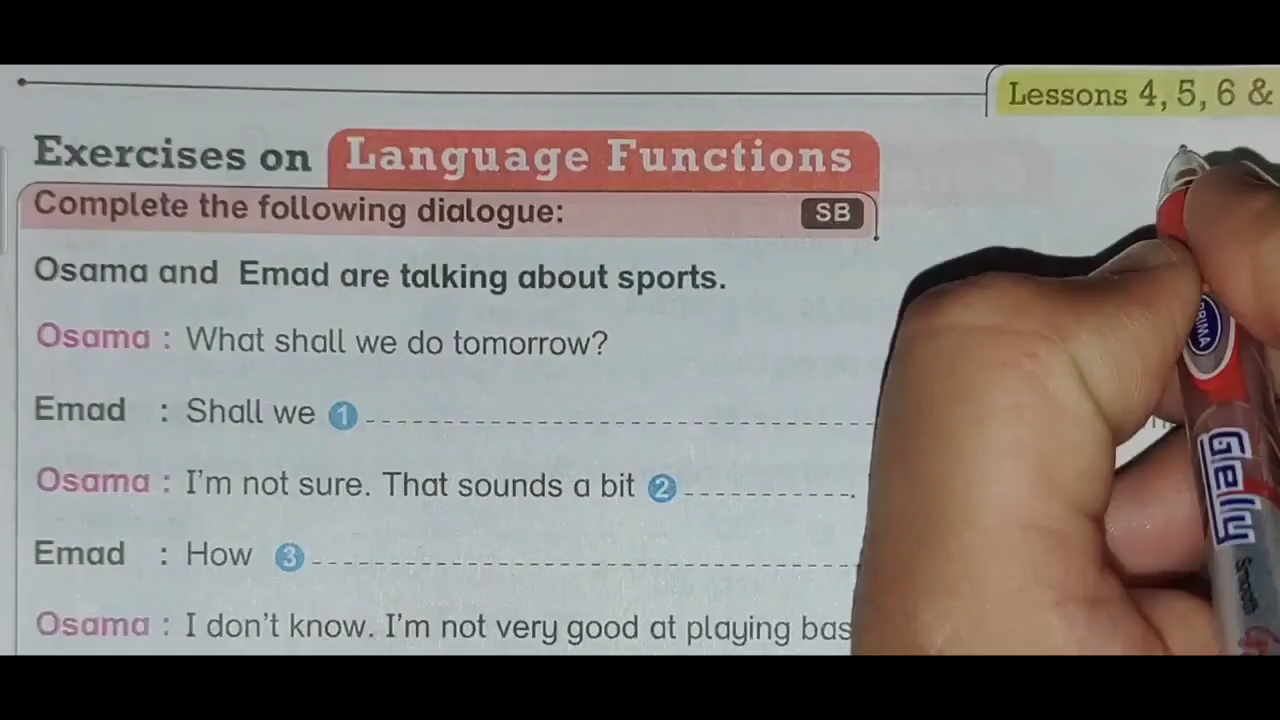 Lessons 4, 5, 6 &
Exercises on Language Functions
Complete the following dialogue: SB
Osama and Emad are talking about sports.
Osama : What shall we do tomorrow?
Emad : Shall we 1
Osama : I'm not sure. That sounds a bit 2 .
Emad : How 3
Osama : I don't know. I'm not very good at playing bas
PRIMA
Gelly
Smooth